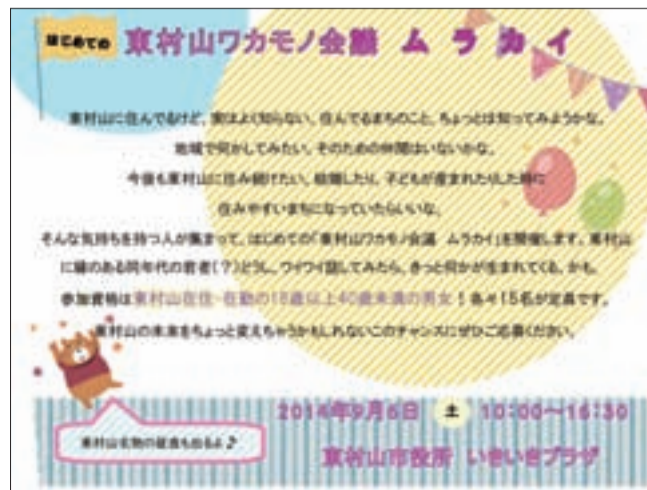 はじめての 東村山ワカモノ会議 ムラカイ
東村山に住んでるけど、実はよく知らない。住んでるまちのこと、ちょっとは知ってみようかな。
地域で何かしてみたい。そのための仲間はいないかな。
今後も東村山に住み続けたい。結婚したり、子どもが産まれたりした時に
住みやすいまちになっていたらいいな。
そんな気持ちを持つ人が集まって、はじめての「東村山ワカモノ会議 ムラカイ」を開催します。東村山
に縁のある同年代の若者(?)どうし、ワイワイ話してみたら、きっと何かが生まれてくる、かも。
参加資格は東村山在住・在勤の18歳以上40歳未満の男女!各々15名が定員です。
東村山の未来をちょっと変えちゃうかもしれないこのチャンスにぜひご応募ください。
2014年9月6日 土 10:00～16:30
東村山名物の昼食も出るよ♪
東村山市役所 いきいきプラザ